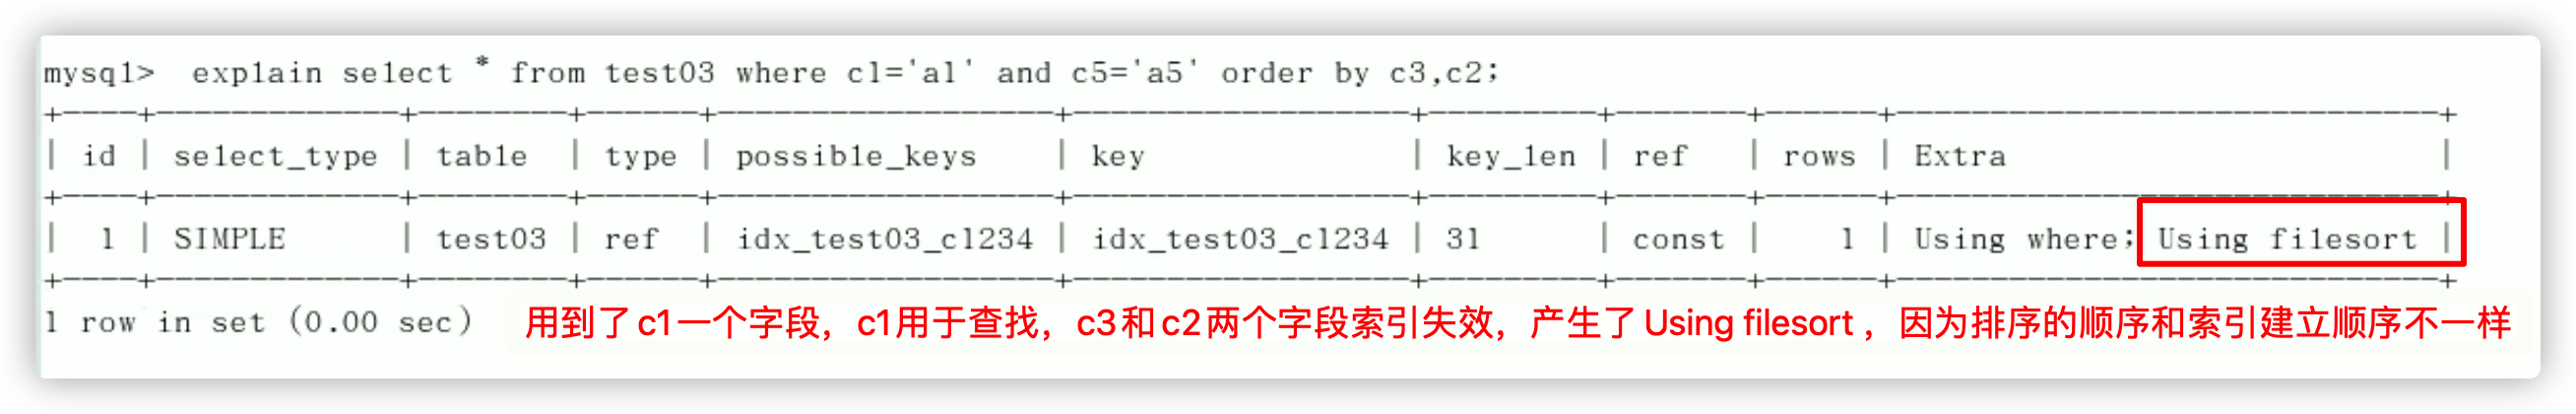 mysql> explain select * from test03 where c1='a1' and c5='a5' order by c3,c2;
+----+-------------+--------+------+------------------+------------------+---------+-------+------+-----------------------------+
| id | select_type | table | type | possible_keys | key | key_len | ref | rows | Extra |
+----+-------------+--------+------+------------------+------------------+---------+-------+------+-----------------------------+
| 1 | SIMPLE | test03 | ref | idx_test03_c1234 | idx_test03_c1234 | 31 | const | 1 | Using where; Using filesort |
+----+-------------+--------+------+------------------+------------------+---------+-------+------+-----------------------------+
1 row in set (0.00 sec) 用到了c1一个字段，c1用于查找，c3和c2两个字段索引失效，产生了Using filesort ，因为排序的顺序和索引建立顺序不一样